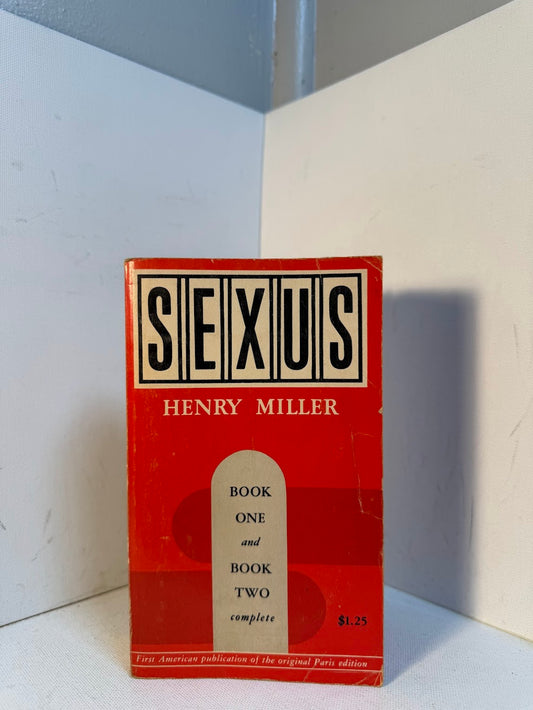 SEXUS
HENRY MILLER
BOOK
ONE
and
BOOK
TWO
complete
$1.25
First American publication of the original Paris edition